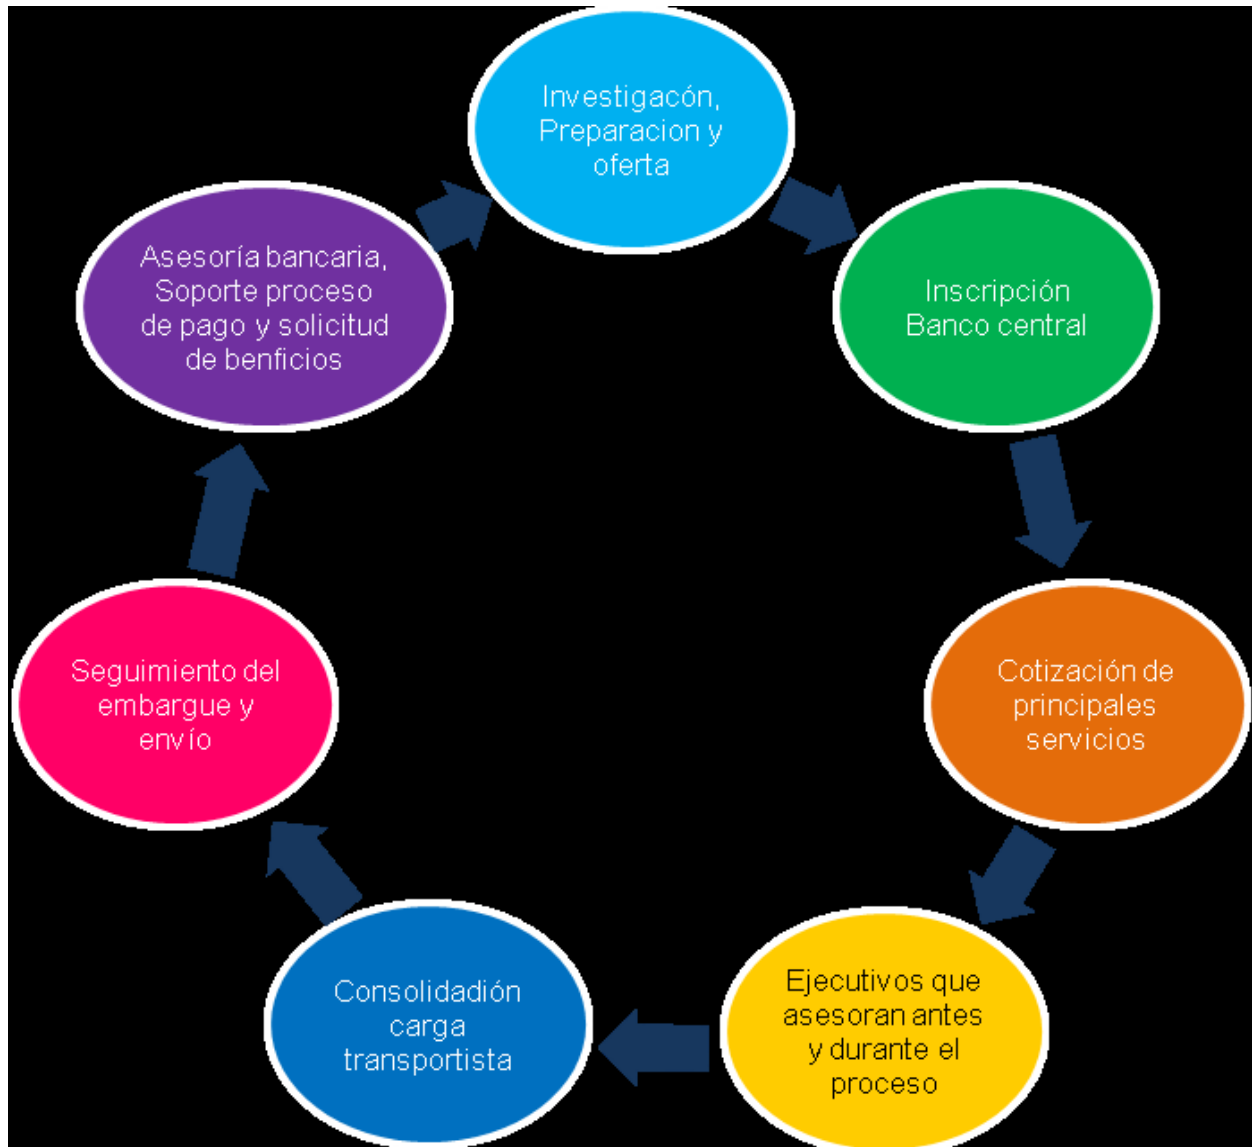 Investigacón,
Preparacion y
oferta
Inscripción
Banco central
Cotización de
principales
servicios
Ejecutivos que
asesoran antes
y durante el
proceso
Consolidadión
carga
transportista
Seguimiento del
embargue y
envío
Asesoría bancaria,
Soporte proceso
de pago y solicitud
de benficios